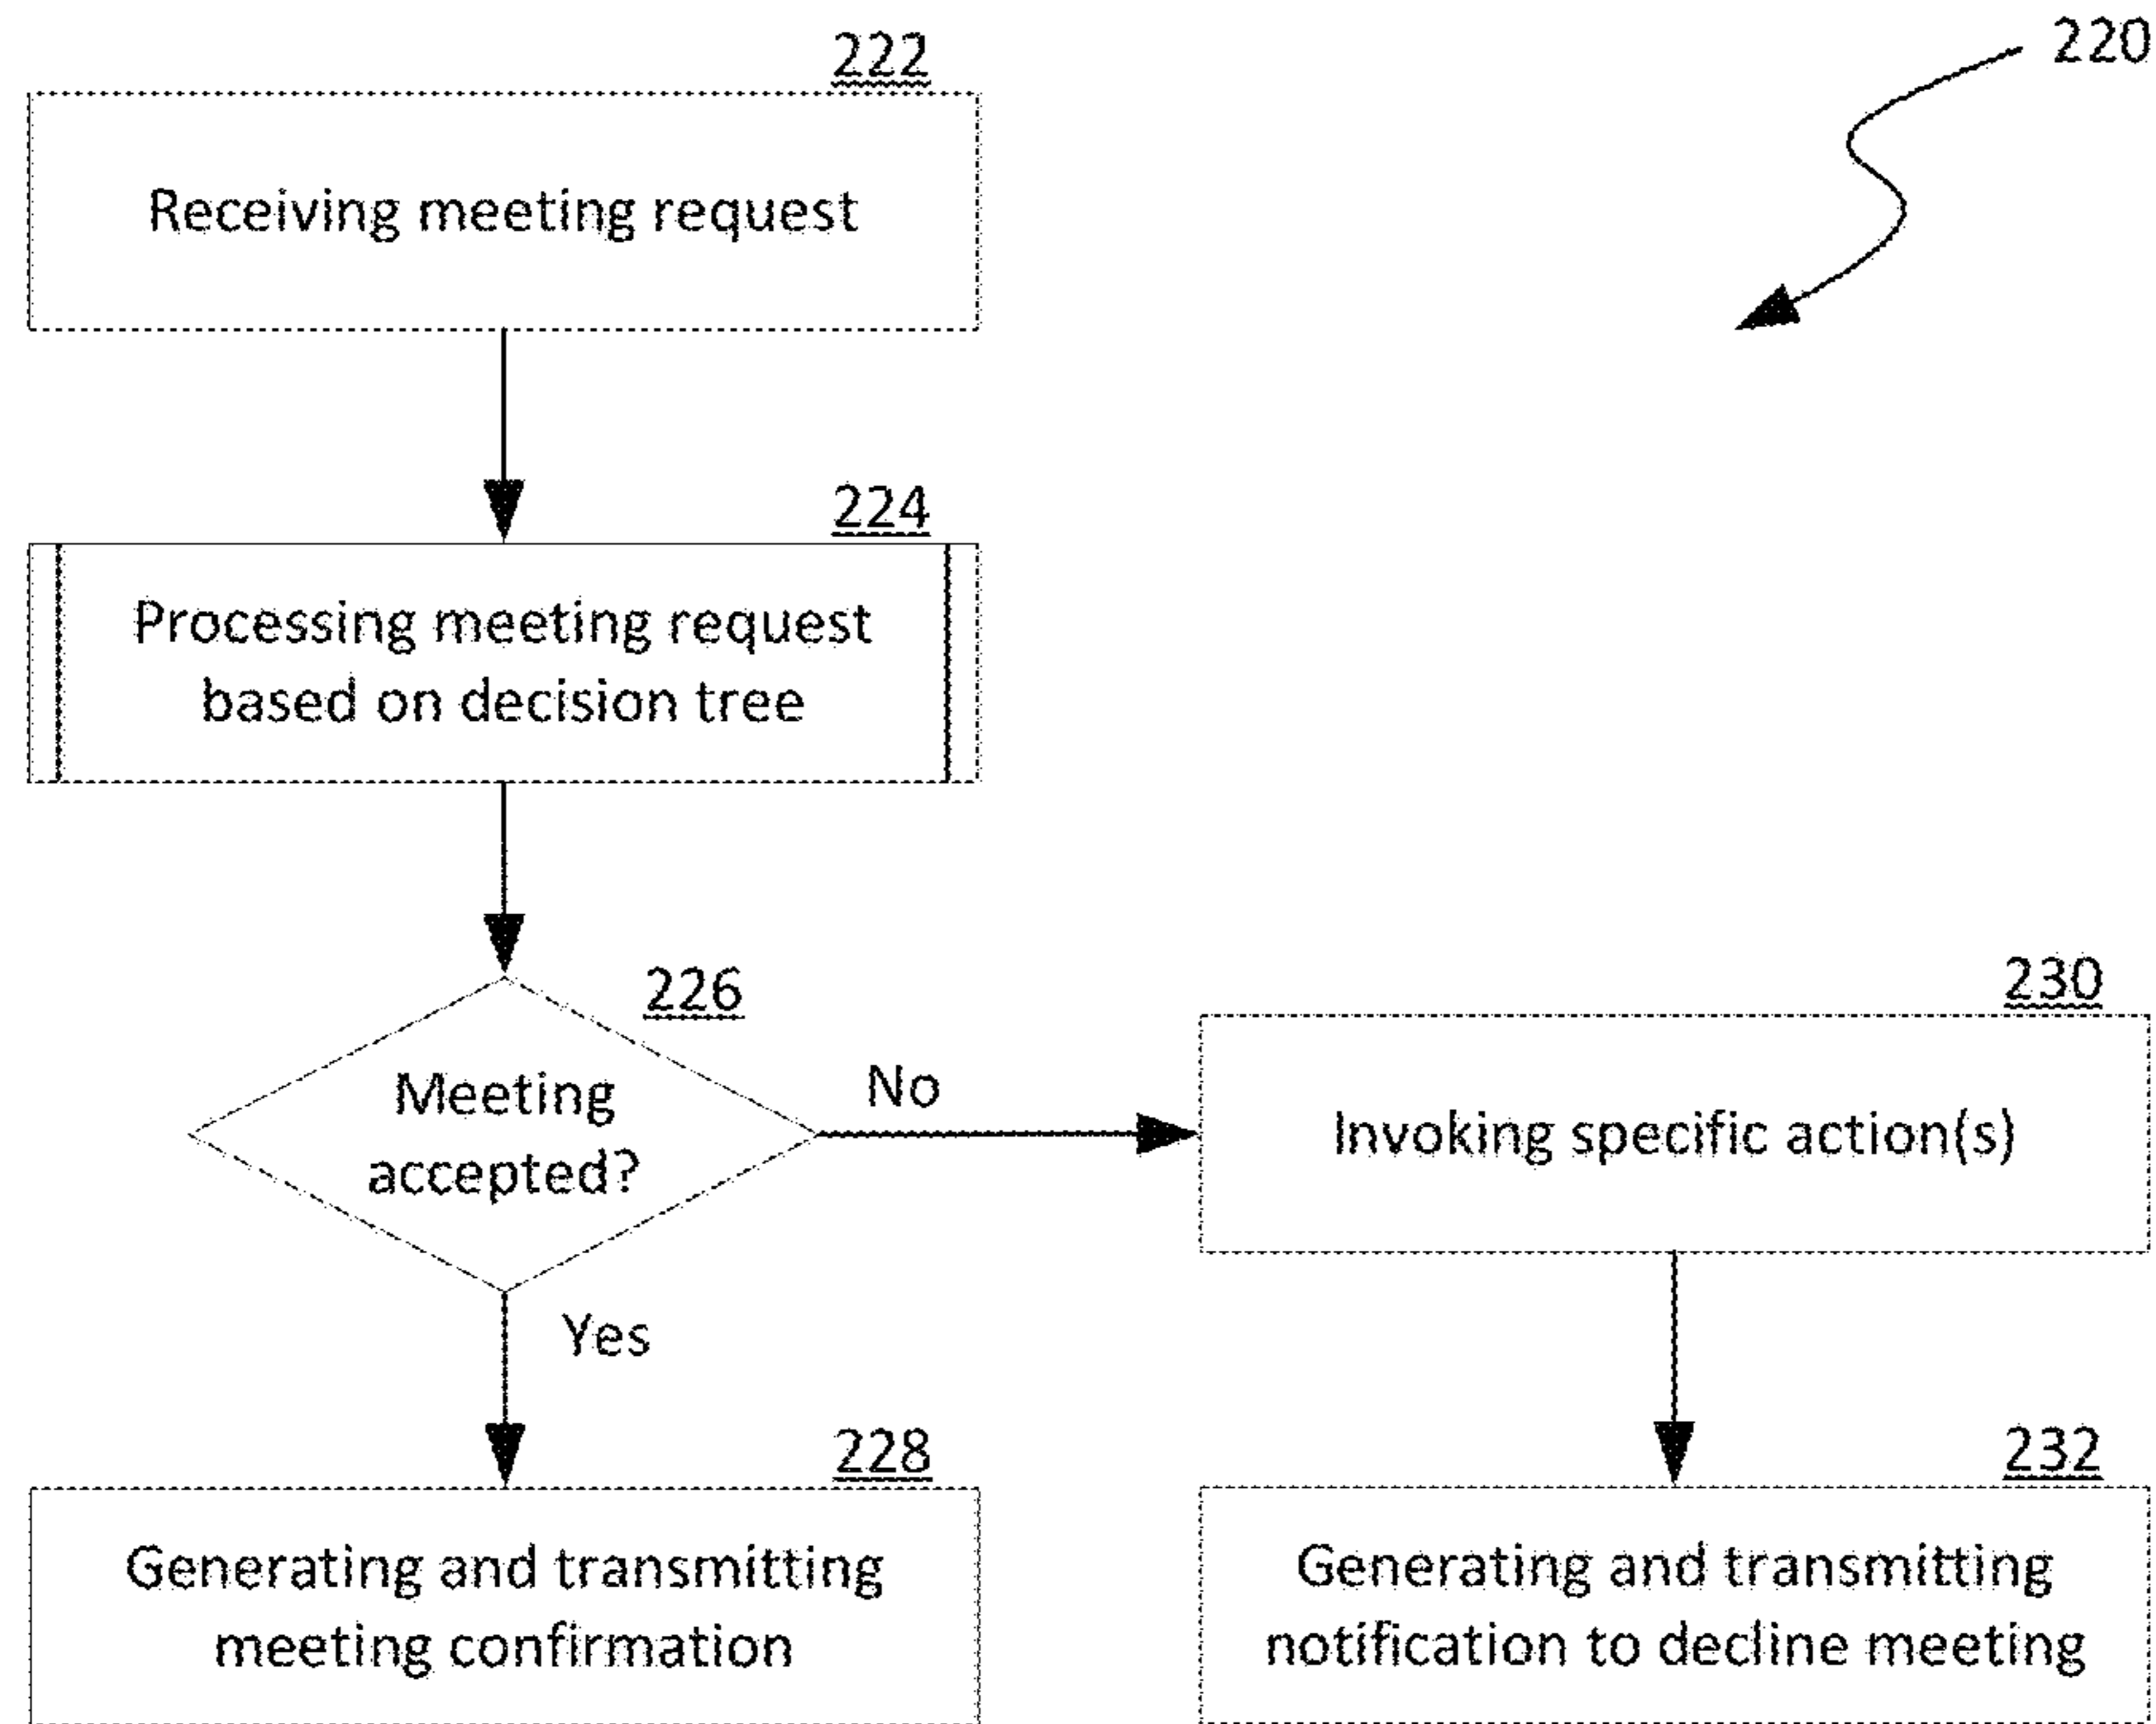 220
222
Receiving meeting request
224
Processing meeting request
based on decision tree
226
Meeting
accepted?
No
Yes
230
Invoking specific action(s)
228
Generating and transmitting
meeting confirmation
232
Generating and transmitting
notification to decline meeting